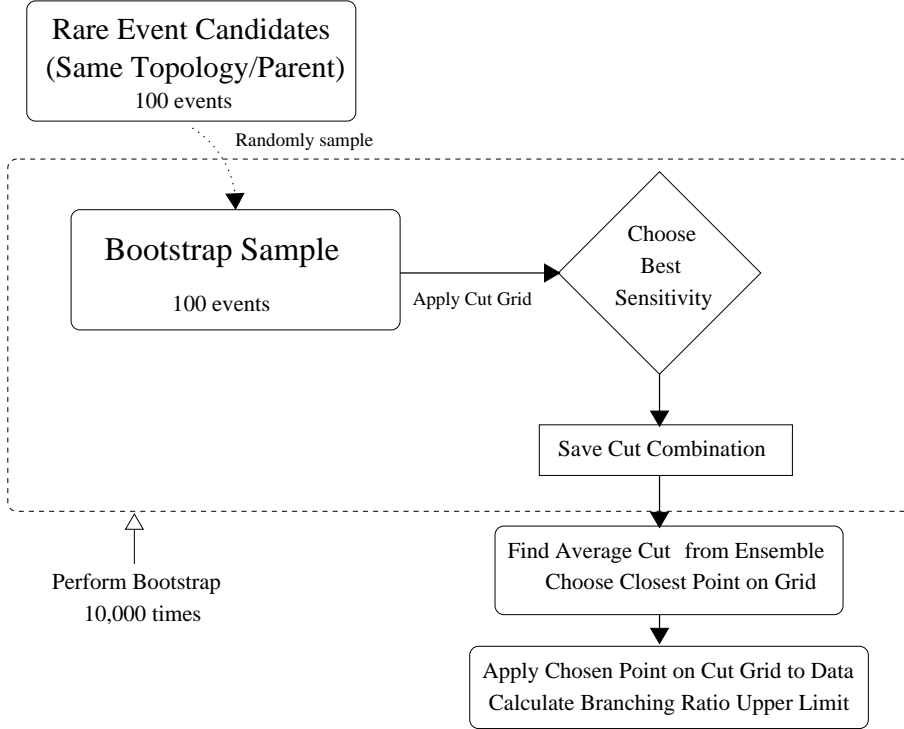 Rare Event Candidates
(Same Topology/Parent)
100 events
Randomly sample
Bootstrap Sample
100 events
Apply Cut Grid
Choose
Best
Sensitivity
Save Cut Combination
Perform Bootstrap
10,000 times
Find Average Cut from Ensemble
Choose Closest Point on Grid
Apply Chosen Point on Cut Grid to Data
Calculate Branching Ratio Upper Limit